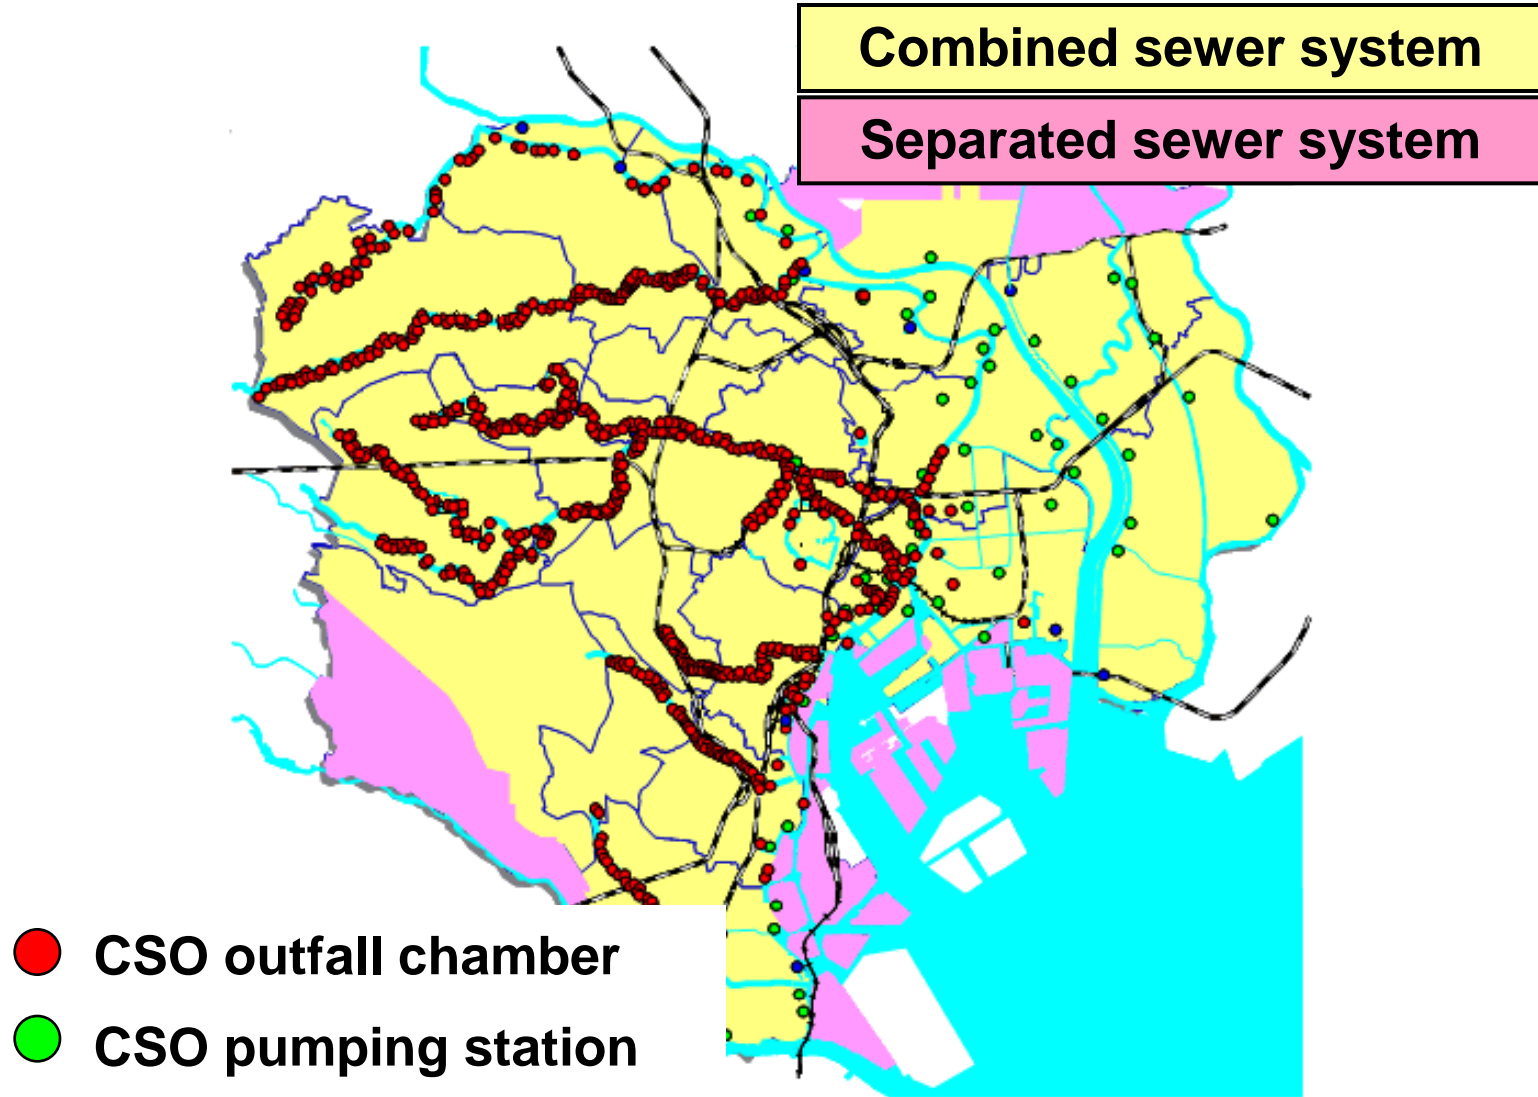 Combined sewer system
Separated sewer system
CSO outfall chamber
CSO pumping station